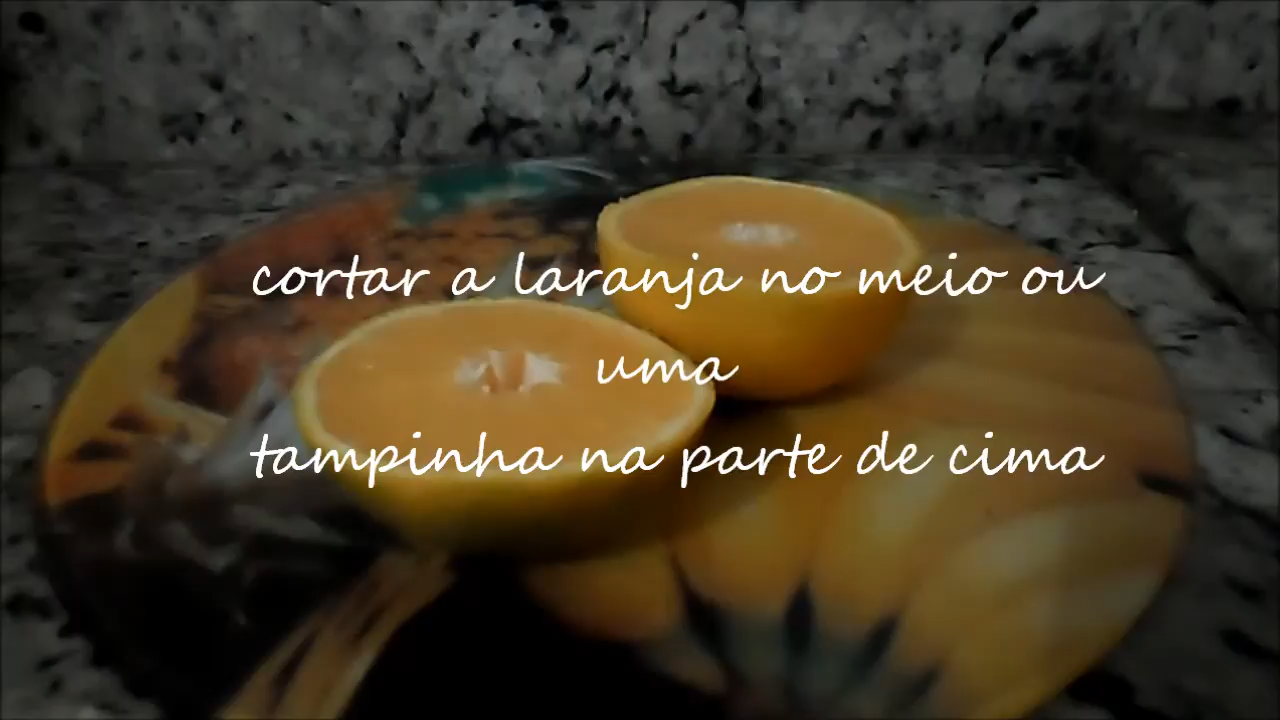 cortar a laranja no meio ou
uma
tampinha na parte de cima